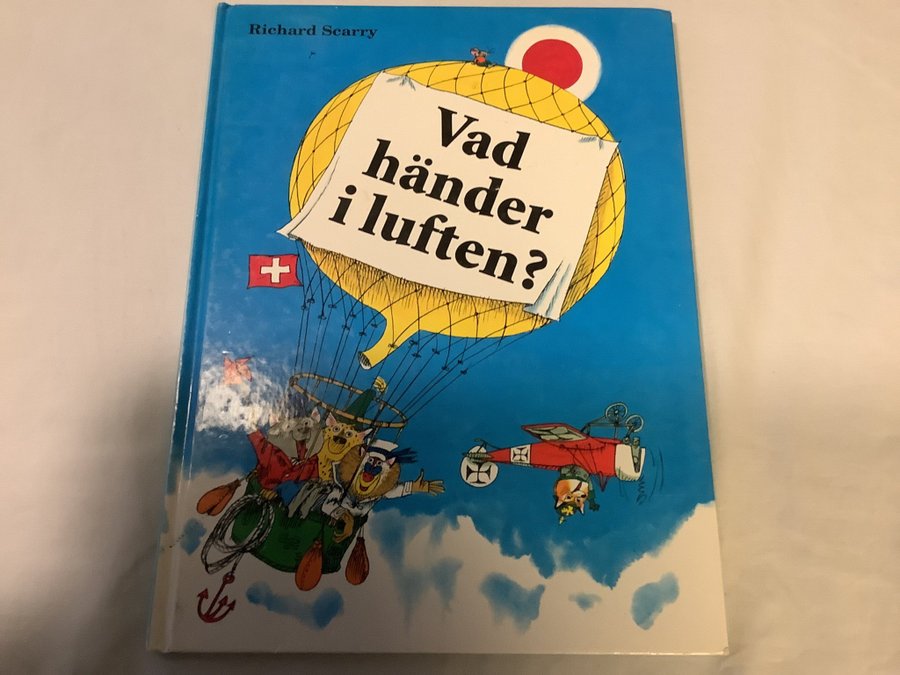 Richard Scarry
Vad
händer
i luften?